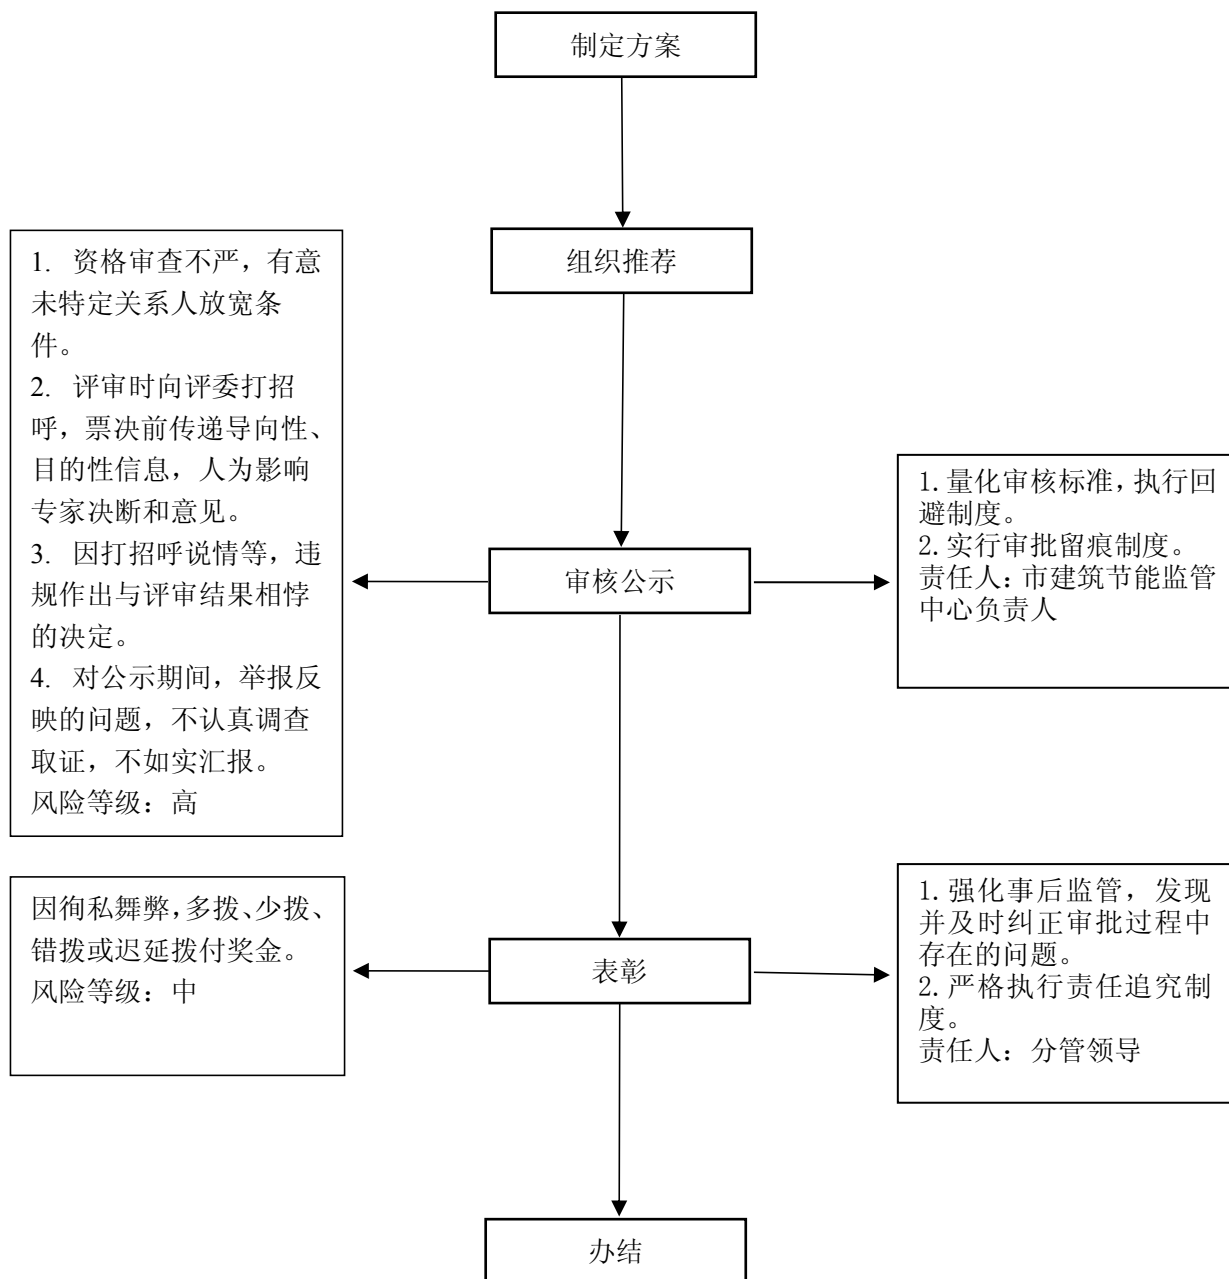 制定方案
组织推荐
1. 资格审查不严，有意
未特定关系人放宽条
件。
2. 评审时向评委打招
呼，票决前传递导向性、
目的性信息，人为影响
专家决断和意见。
3. 因打招呼说情等，违
规作出与评审结果相悖
的决定。
4. 对公示期间，举报反
映的问题，不认真调查
取证，不如实汇报。
风险等级：高
审核公示
1.量化审核标准，执行回
避制度。
2.实行审批留痕制度。
责任人：市建筑节能监管
中心负责人
因徇私舞弊，多拨、少拨、
错拨或迟延拨付奖金。
风险等级：中
表彰
1.强化事后监管，发现
并及时纠正审批过程中
存在的问题。
2.严格执行责任追究制
度。
责任人：分管领导
办结